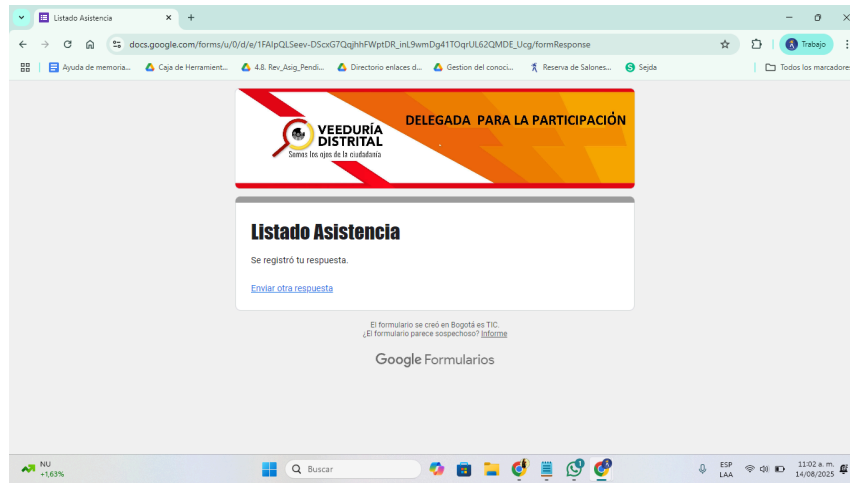 Listado Asistencia
docs.google.com/forms/u/0/d/e/1FAIpQLSeev-DScxG7QqjhhFWptDR_inL9wmDg41TOqrUL62QMDE_Ucg/formResponse
Trabajo
Ayuda de memoria...
Caja de Herramient...
4.8. Rev_Asig_Pendi...
Directorio enlaces d...
Gestion del conoci...
Reserva de Salones...
Sejda
Todos los marcadores
DELEGADA PARA LA PARTICIPACIÓN
VEEDURÍA
DISTRITAL
Somos los ojos de la ciudadanía
Listado Asistencia
Se registró tu respuesta.
Enviar otra respuesta
El formulario se creó en Bogotá es TIC.
¿El formulario parece sospechoso? Informe
Google Formularios
NU
+1,63%
Buscar
ESP
LAA
11:02 a. m.
14/08/2025